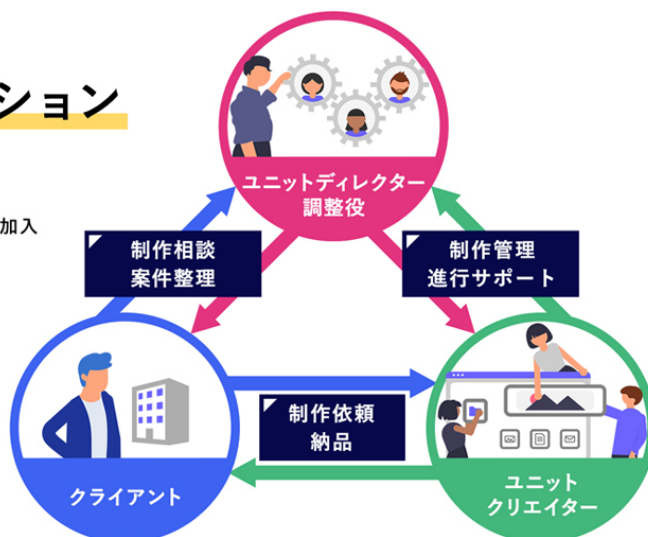 ション
加入
ユニットディレクター
調整役
制作相談
案件整理
制作管理
進行サポート
制作依頼
納品
クライアント
ユニット
クリエイター